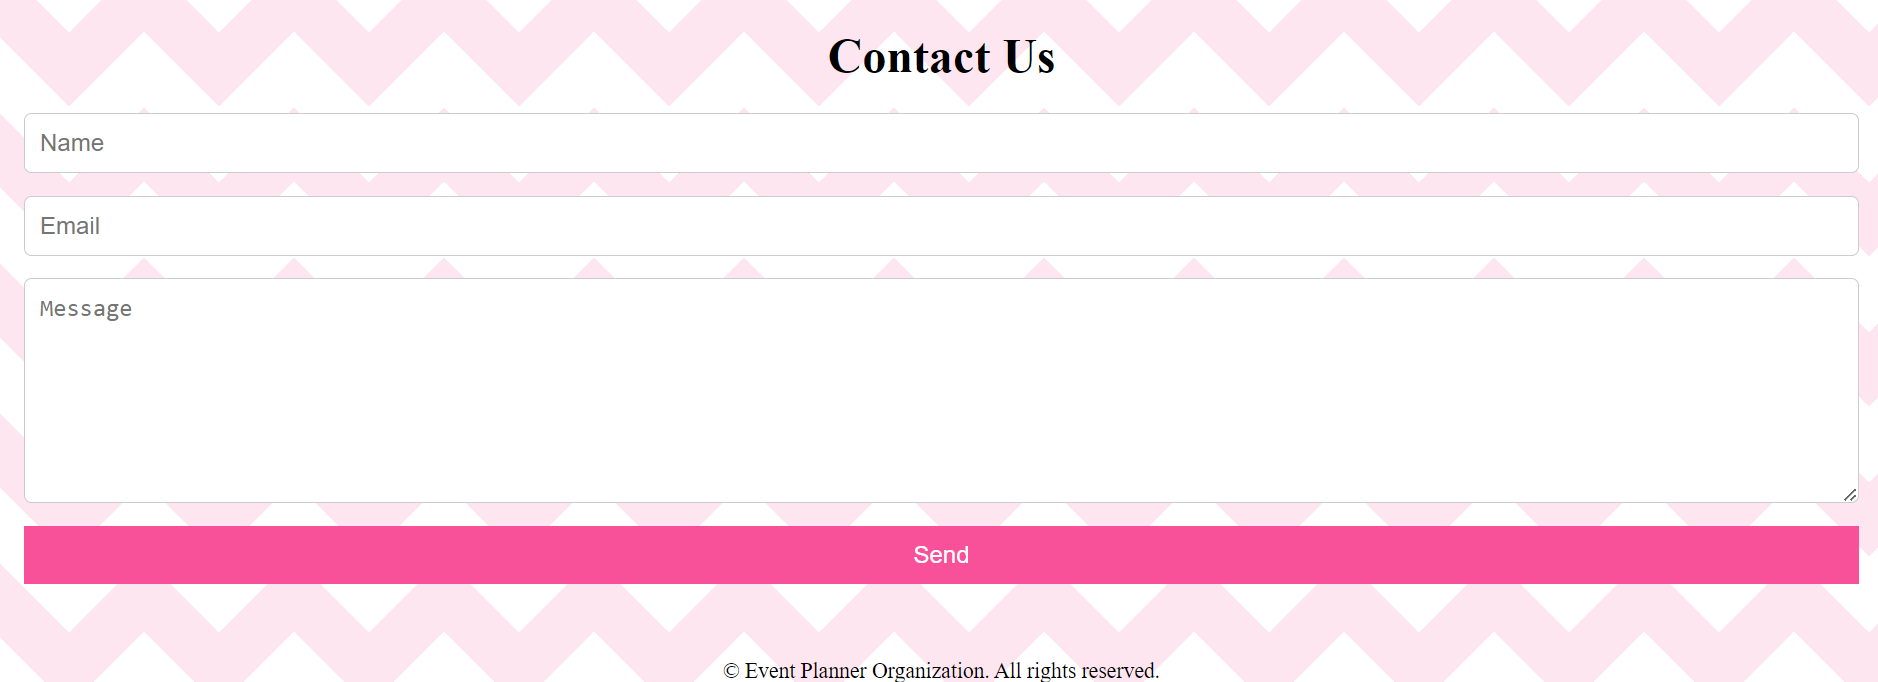 Contact Us
Name
Email
Message
Send
© Event Planner Organization. All rights reserved.